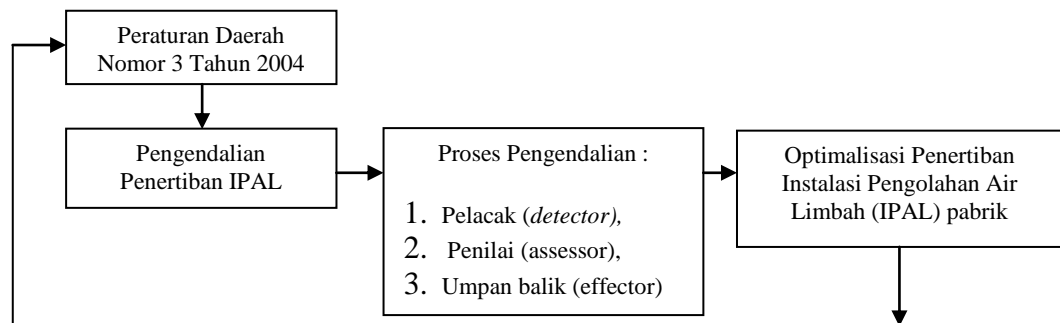 Peraturan Daerah
Nomor 3 Tahun 2004
Pengendalian
Penertiban IPAL
Proses Pengendalian :
1. Pelacak (detector),
2. Penilai (assessor),
3. Umpan balik (effector)
Optimalisasi Penertiban
Instalasi Pengolahan Air
Limbah (IPAL) pabrik